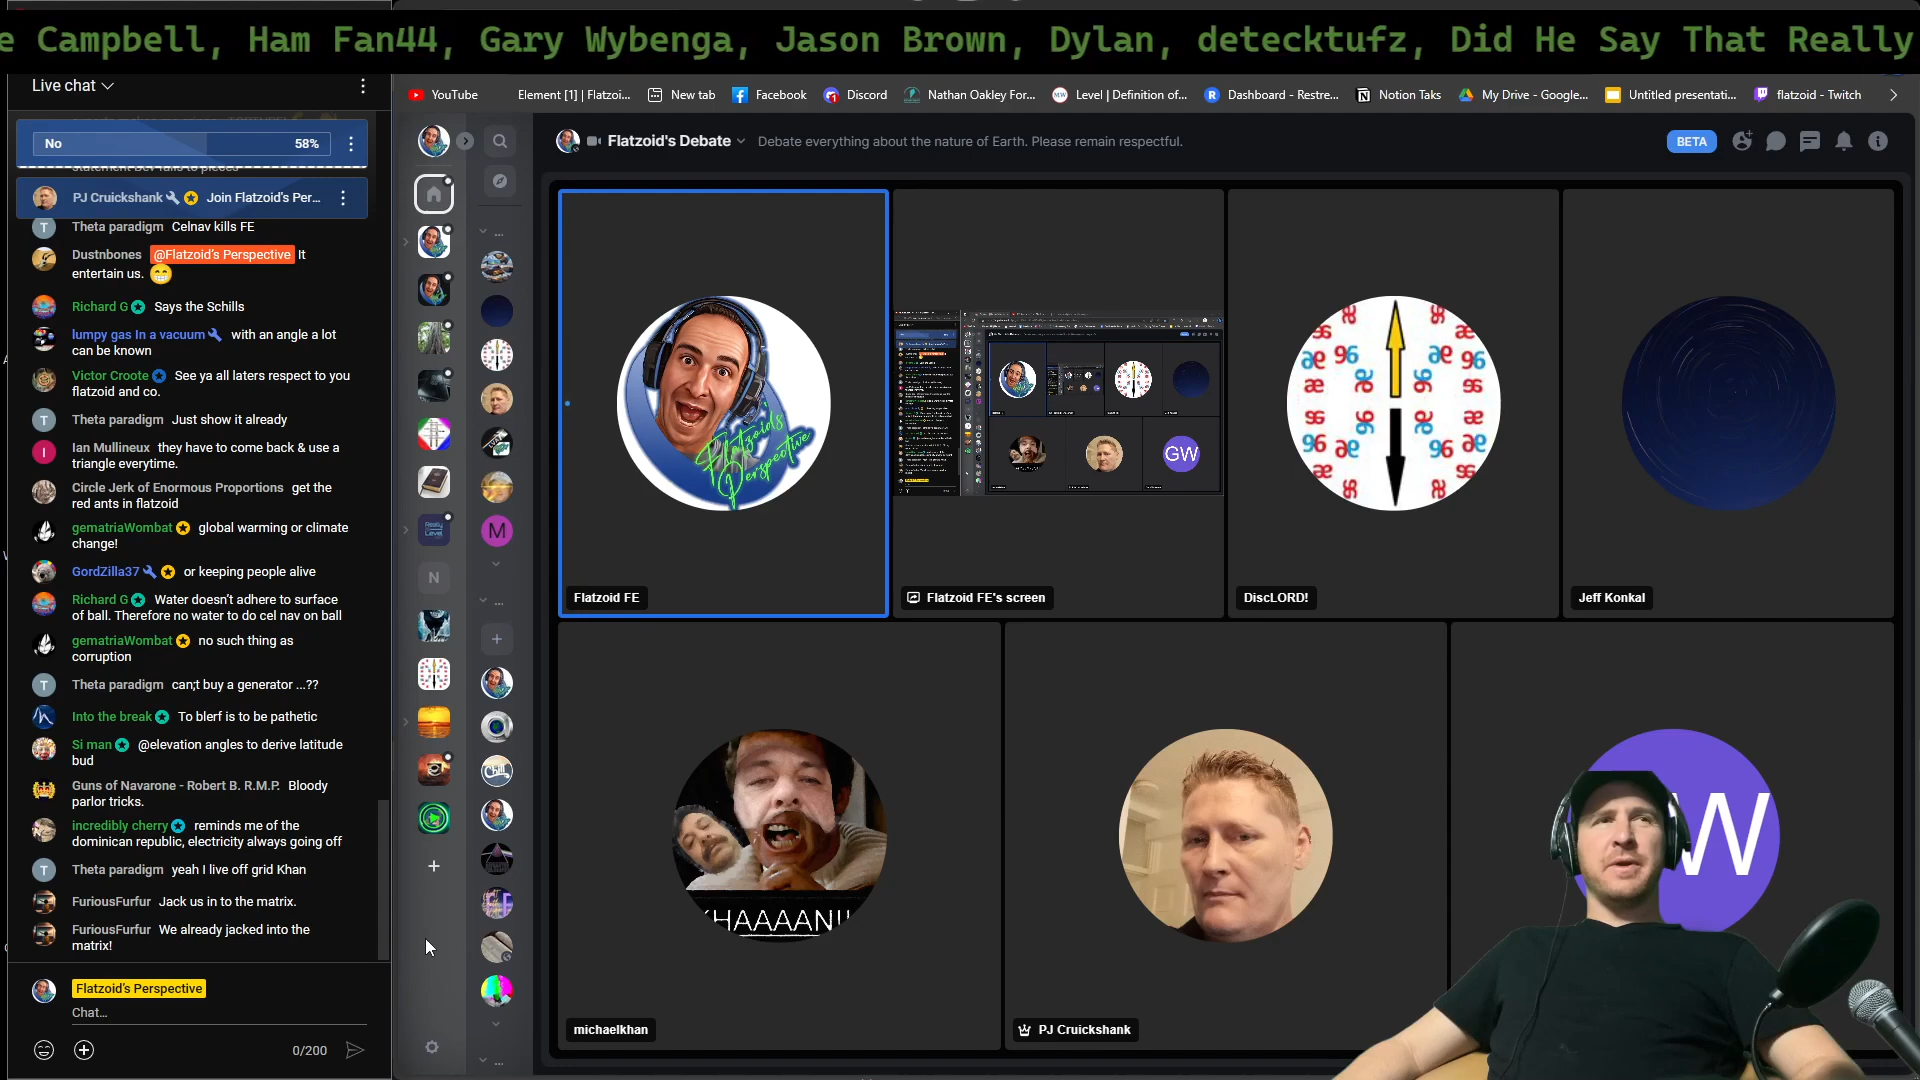 e Campbell, Ham Fan44, Gary Wybenga, Jason Brown, Dylan, detecktufz, Did He Say That Really
Live chat
YouTube
Element [1] | Flatzoi...
New tab
Facebook
Discord
Nathan Oakley For...
Level | Definition of...
Dashboard - Restre...
Notion Taks
My Drive - Google...
Untitled presentati...
flatzoid - Twitch
No 58%
statement Bev fails to pieces
PJ Cruickshank Join Flatzoid's Per...
Theta paradigm Celnav kills FE
Dustnbones @Flatzoid's Perspective It
entertain us.
Richard G Says the Schills
lumpy gas In a vacuum with an angle a lot
can be known
Victor Croote See ya all laters respect to you
flatzoid and co.
Theta paradigm Just show it already
Ian Mullineux they have to come back & use a
triangle everytime.
Circle Jerk of Enormous Proportions get the
red ants in flatzoid
gematriaWombat global warming or climate
change!
GordZilla37 or keeping people alive
Richard G Water doesn't adhere to surface
of ball. Therefore no water to do cel nav on ball
gematriaWombat no such thing as
corruption
Theta paradigm can;t buy a generator ...??
Into the break To blerf is to be pathetic
Si man @elevation angles to derive latitude
bud
Guns of Navarone - Robert B. R.M.P. Bloody
parlor tricks.
incredibly cherry reminds me of the
dominican republic, electricity always going off
Theta paradigm yeah I live off grid Khan
FuriousFurfur Jack us in to the matrix.
FuriousFurfur We already jacked into the
matrix!
Flatzoid's Perspective
Chat...
0/200
N
M
Chill
Flatzoid's Debate
Debate everything about the nature of Earth. Please remain respectful.
BETA
Flatzoid's
Perspective
Flatzoid FE
GW
Flatzoid FE's screen
96
æ
DiscLORD!
Jeff Konkal
KHAAAN!!
michaelkhan
PJ Cruickshank
W